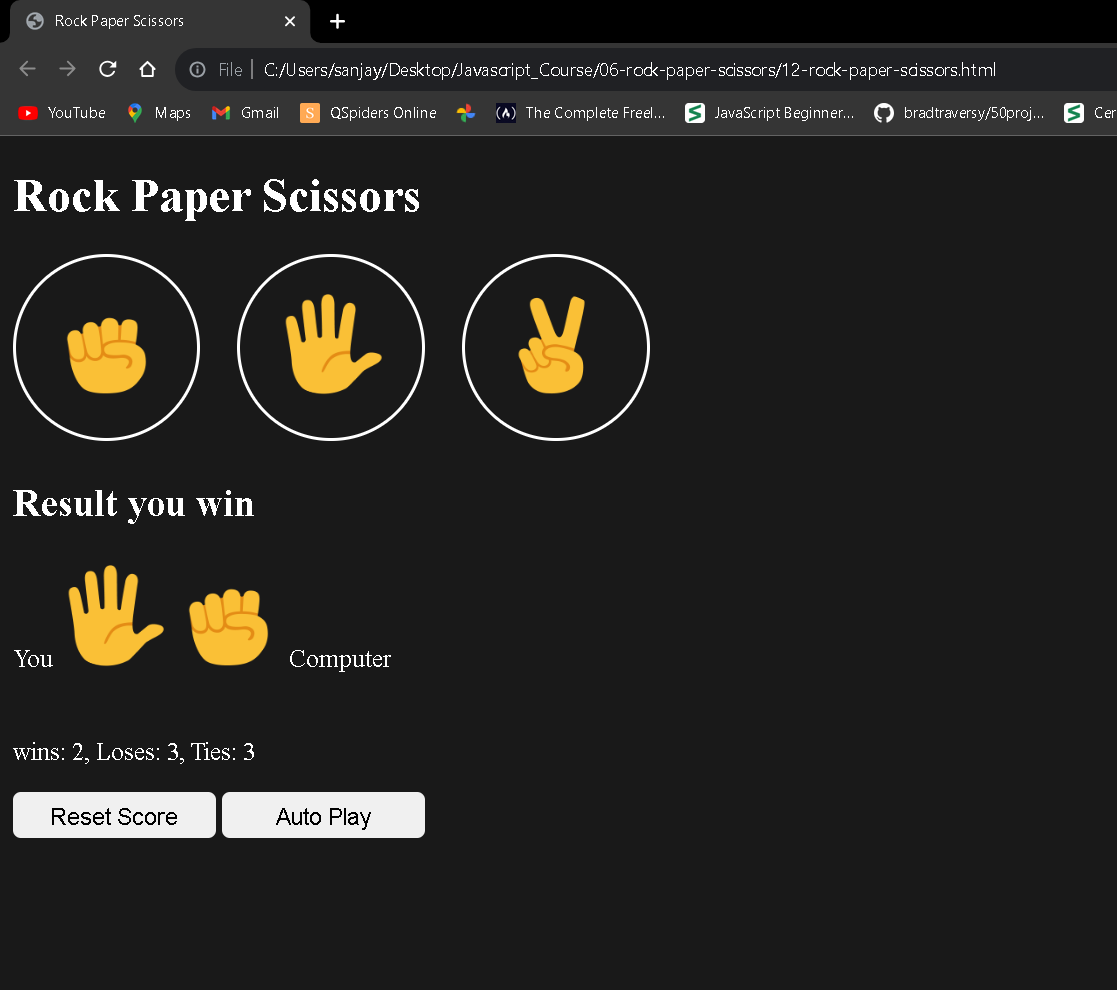 Rock Paper Scissors
File | C:/Users/sanjay/Desktop/Javascript_Course/06-rock-paper-scissors/12-rock-paper-scissors.html
YouTube Maps Gmail S QSpiders Online The Complete Freel... JavaScript Beginner... bradtraversy/50proj... Cer
Rock Paper Scissors
Result you win
You Computer
wins: 2, Loses: 3, Ties: 3
Reset Score Auto Play